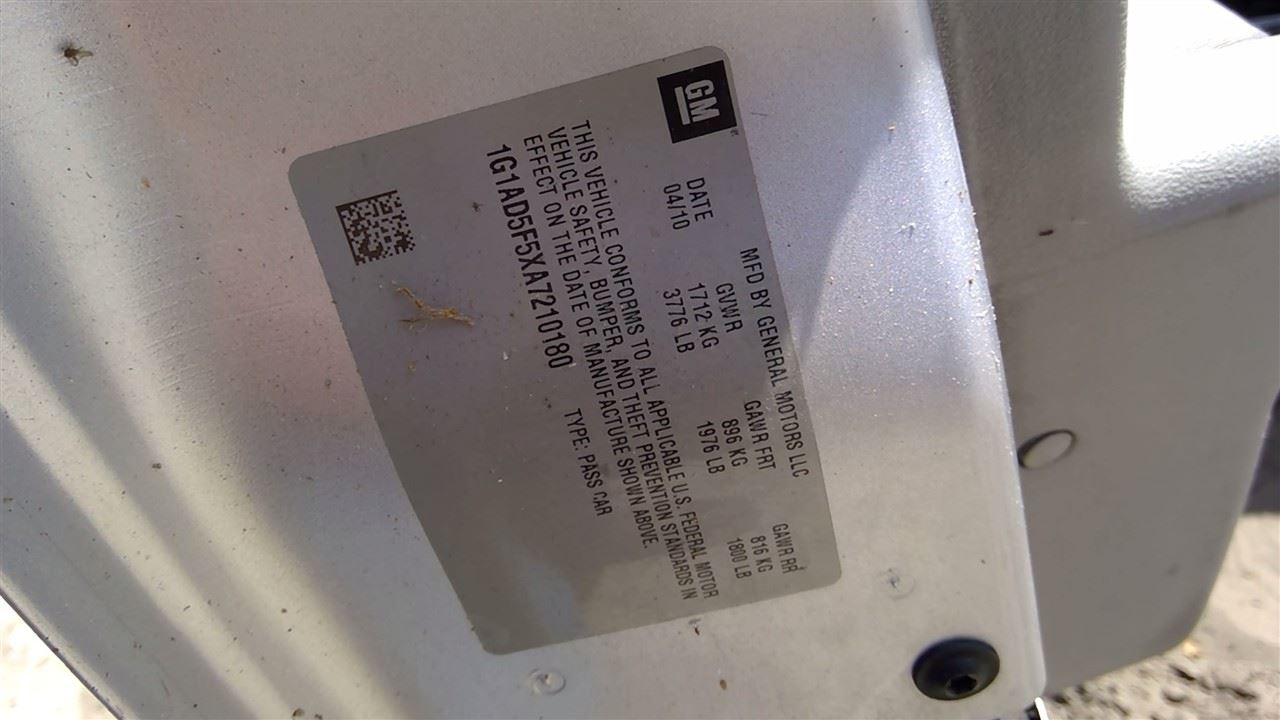 GM
MFD BY GENERAL MOTORS LLC
DATE GVWR GAWR FRT GAWR RR
04/10 1712 KG 896 KG 816 KG
3776 LB 1976 LB 1800 LB
THIS VEHICLE CONFORMS TO ALL APPLICABLE U.S. FEDERAL MOTOR
VEHICLE SAFETY, BUMPER, AND THEFT PREVENTION STANDARDS IN
EFFECT ON THE DATE OF MANUFACTURE SHOWN ABOVE.
1G1AD5F5XA7210180 TYPE: PASS CAR